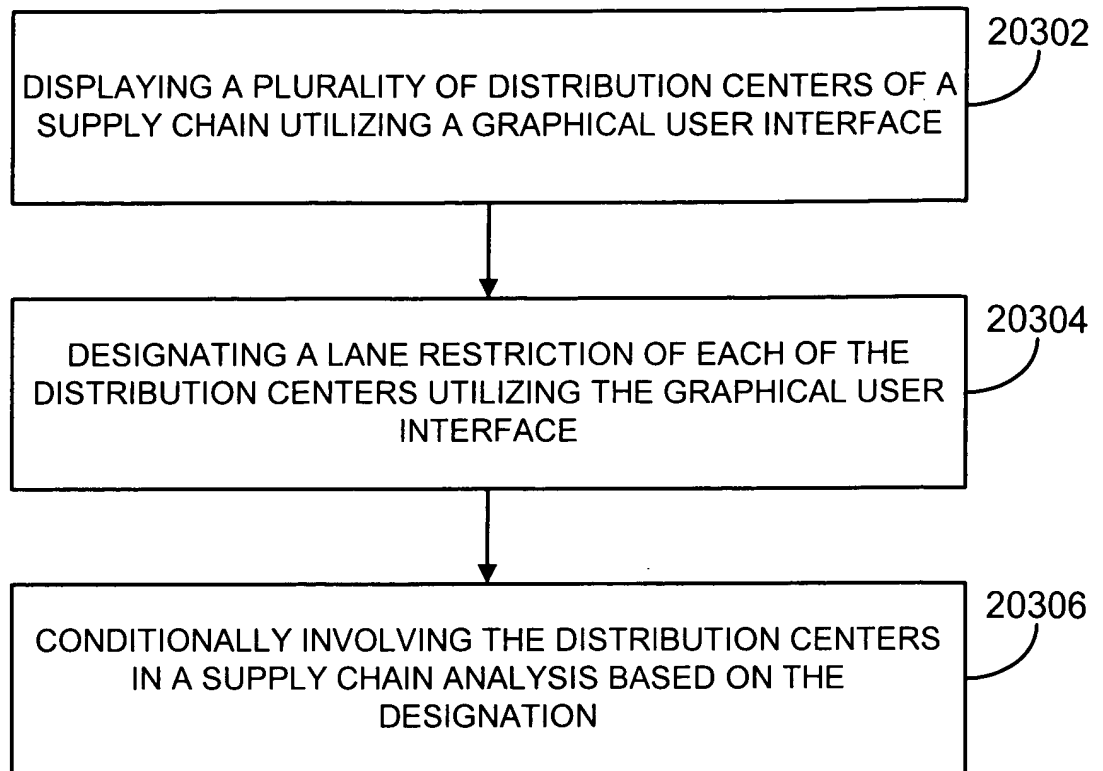 20302
DISPLAYING A PLURALITY OF DISTRIBUTION CENTERS OF A
SUPPLY CHAIN UTILIZING A GRAPHICAL USER INTERFACE
20304
DESIGNATING A LANE RESTRICTION OF EACH OF THE
DISTRIBUTION CENTERS UTILIZING THE GRAPHICAL USER
INTERFACE
20306
CONDITIONALLY INVOLVING THE DISTRIBUTION CENTERS
IN A SUPPLY CHAIN ANALYSIS BASED ON THE
DESIGNATION